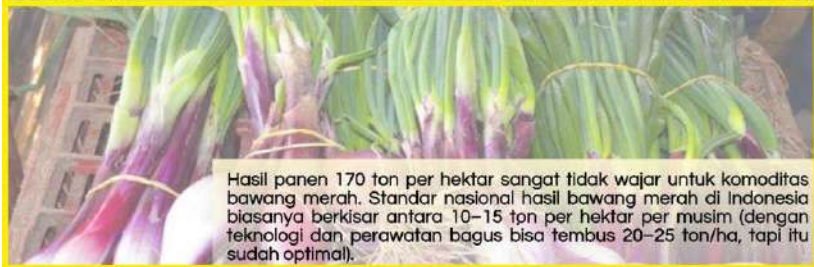 Hasil panen 170 ton per hektar sangat tidak wajar untuk komoditas
bawang merah. Standar nasional hasil bawang merah di Indonesia
biasanya berkisar antara 10–15 ton per hektar per musim (dengan
teknologi dan perawatan bagus bisa tembus 20–25 ton/ha, tapi itu
sudah optimal).